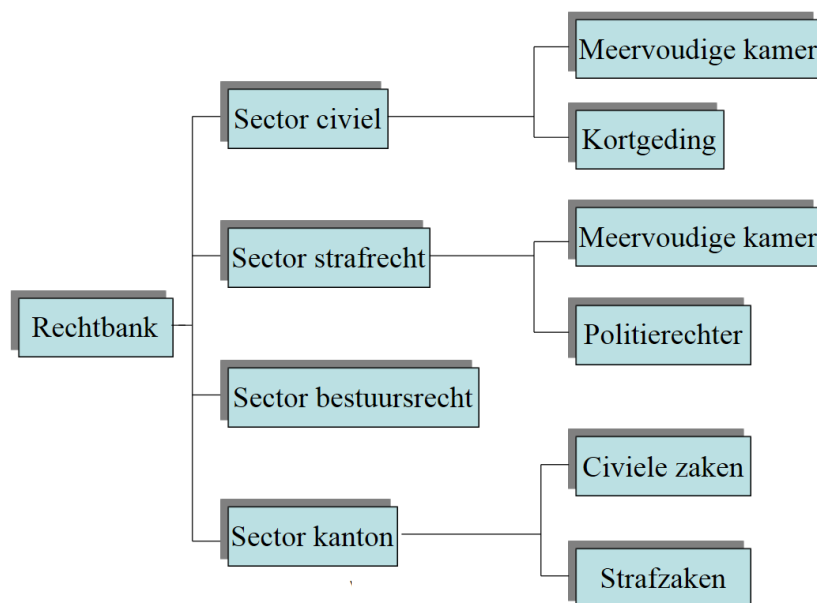 Rechtbank
Sector civiel
Meervoudige kamer
Kortgeding
Sector strafrecht
Meervoudige kamer
Politierechter
Sector bestuursrecht
Sector kanton
Civiele zaken
Strafzaken